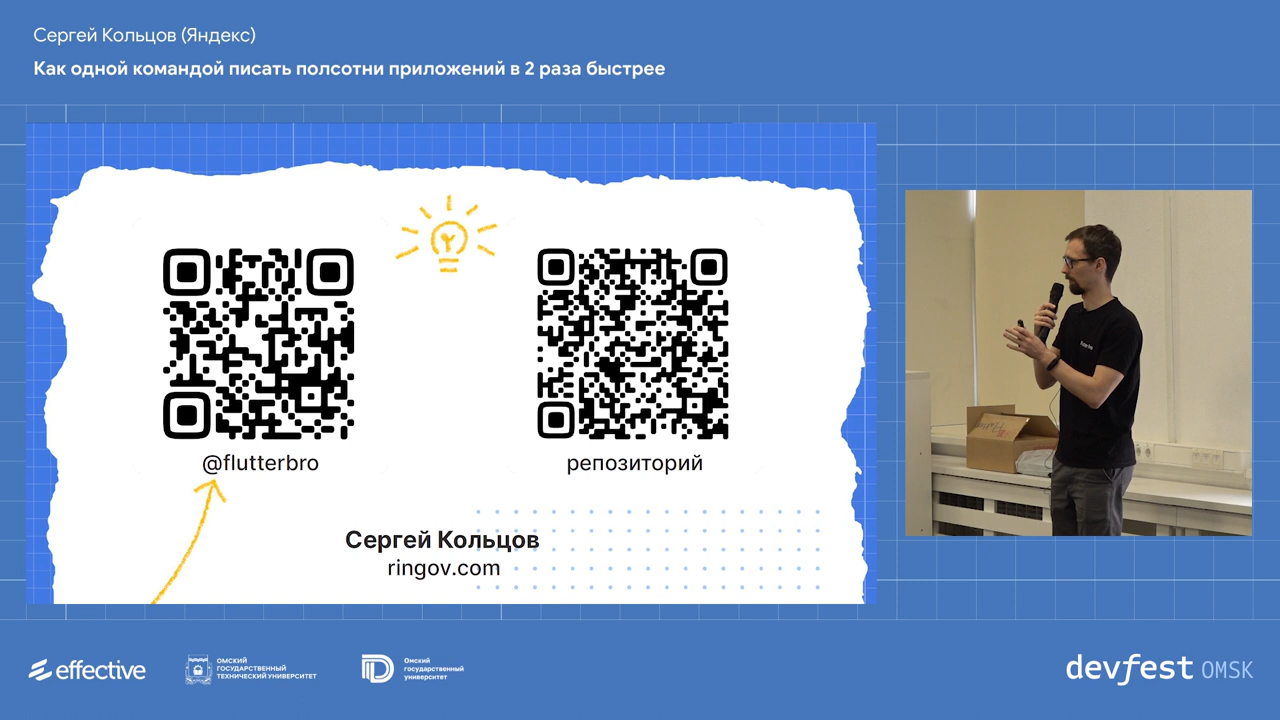 Сергей Кольцов (Яндекс)
Как одной командой писать полсотни приложений в 2 раза быстрее
@flutterbro
репозиторий
Сергей Кольцов
ringov.com
effective
ОМСКИЙ
ГОСУДАРСТВЕННЫЙ
ТЕХНИЧЕСКИЙ УНИВЕРСИТЕТ
Омский
государственный
университет
devfest OMSK